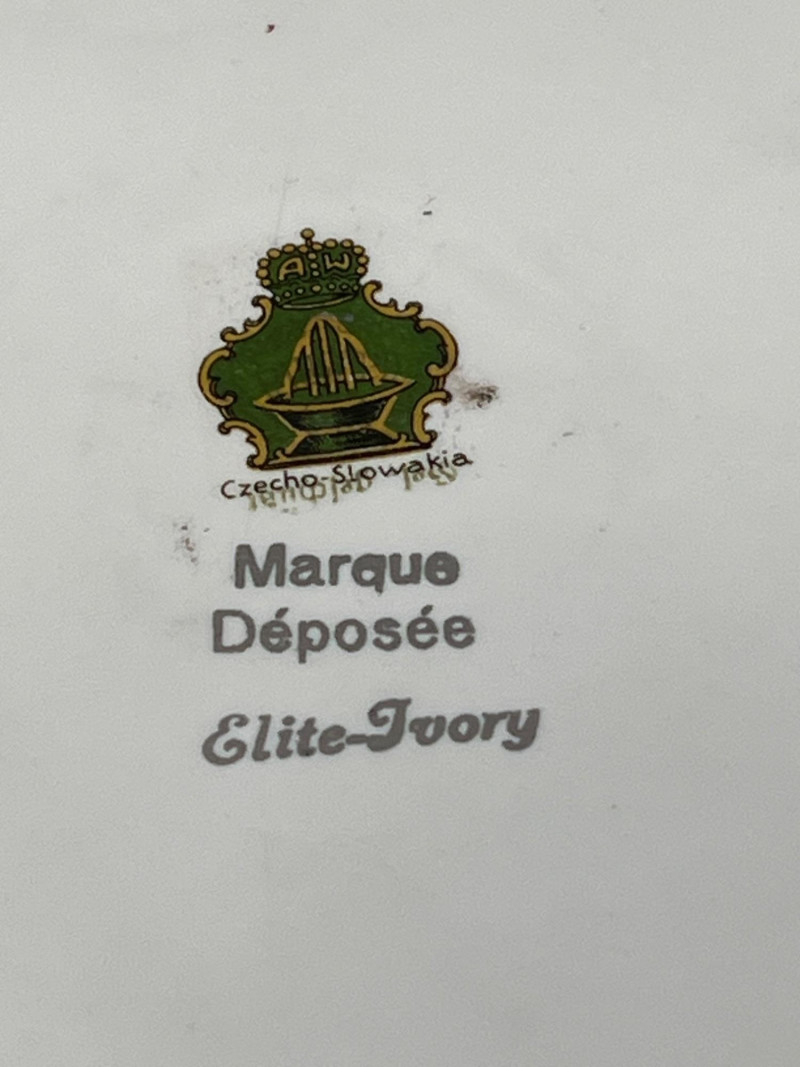 A W
Czecho-Slowakia
Marque
Déposée
Elite-Ivory